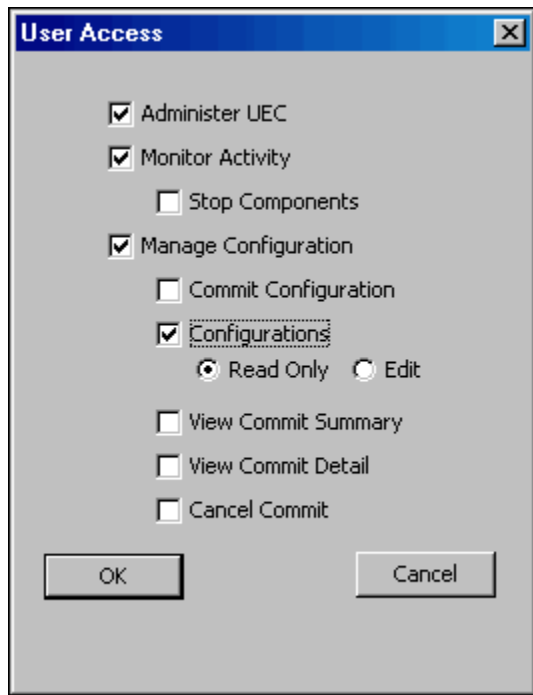 User Access
Administer UEC
Monitor Activity
Stop Components
Manage Configuration
Commit Configuration
Configurations
Read Only Edit
View Commit Summary
View Commit Detail
Cancel Commit
OK Cancel